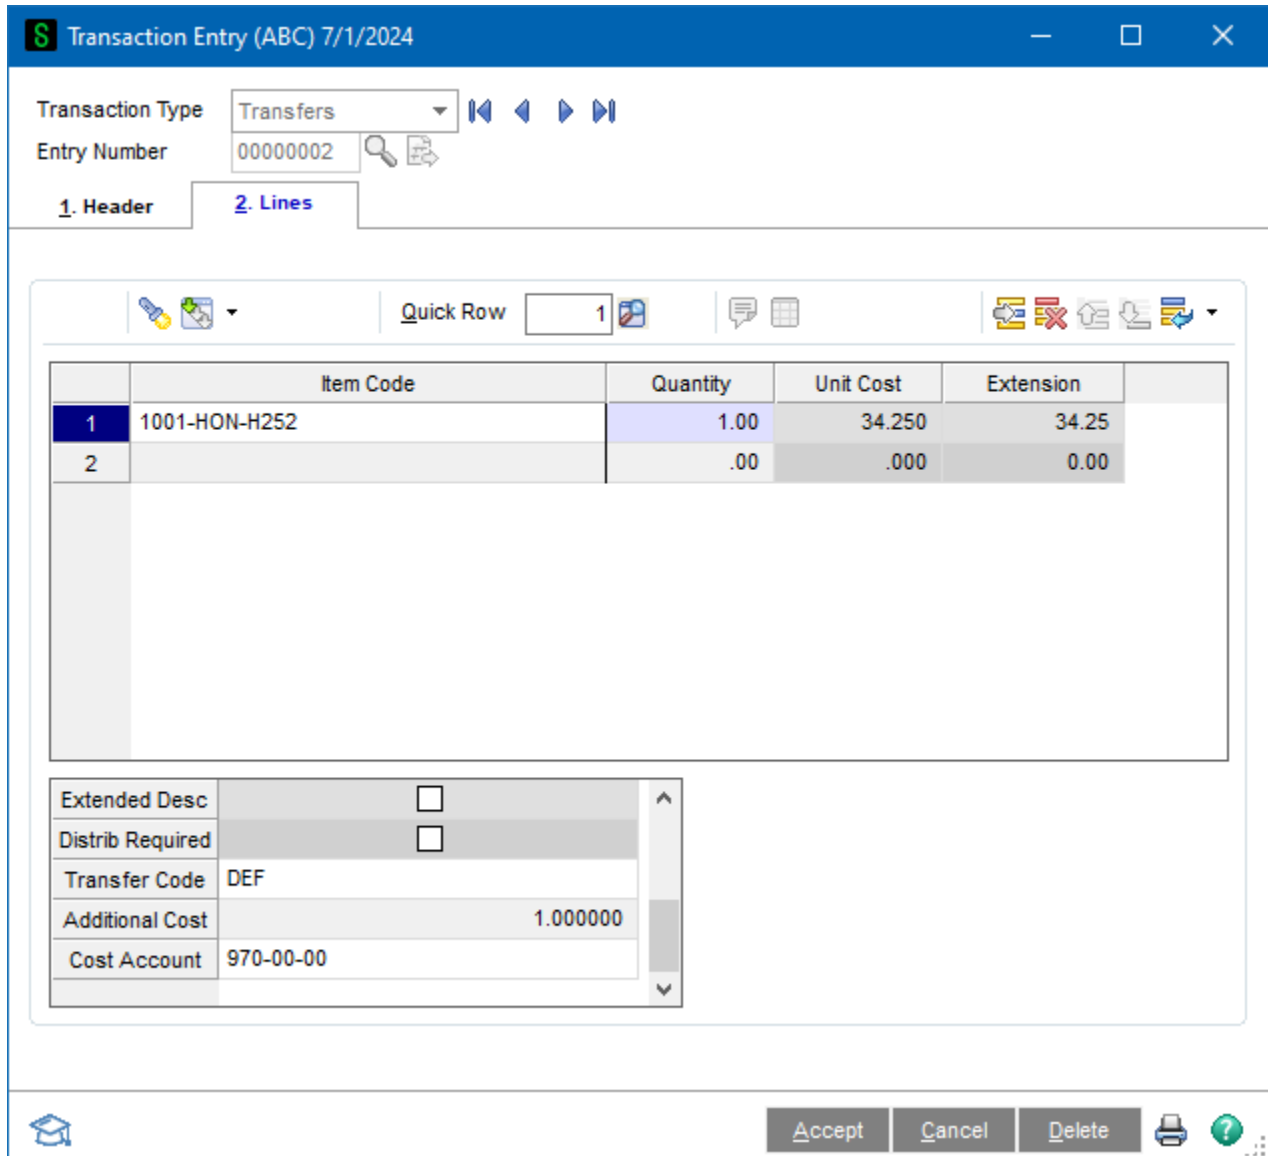 Transaction Entry (ABC) 7/1/2024
Transaction Type Transfers
Entry Number 00000002
1. Header 2. Lines
Quick Row 1
Item Code Quantity Unit Cost Extension
1 1001-HON-H252 1.00 34.250 34.25
2 .00 .000 0.00
Extended Desc
Distrib Required
Transfer Code DEF
Additional Cost 1.000000
Cost Account 970-00-00
Accept Cancel Delete ?